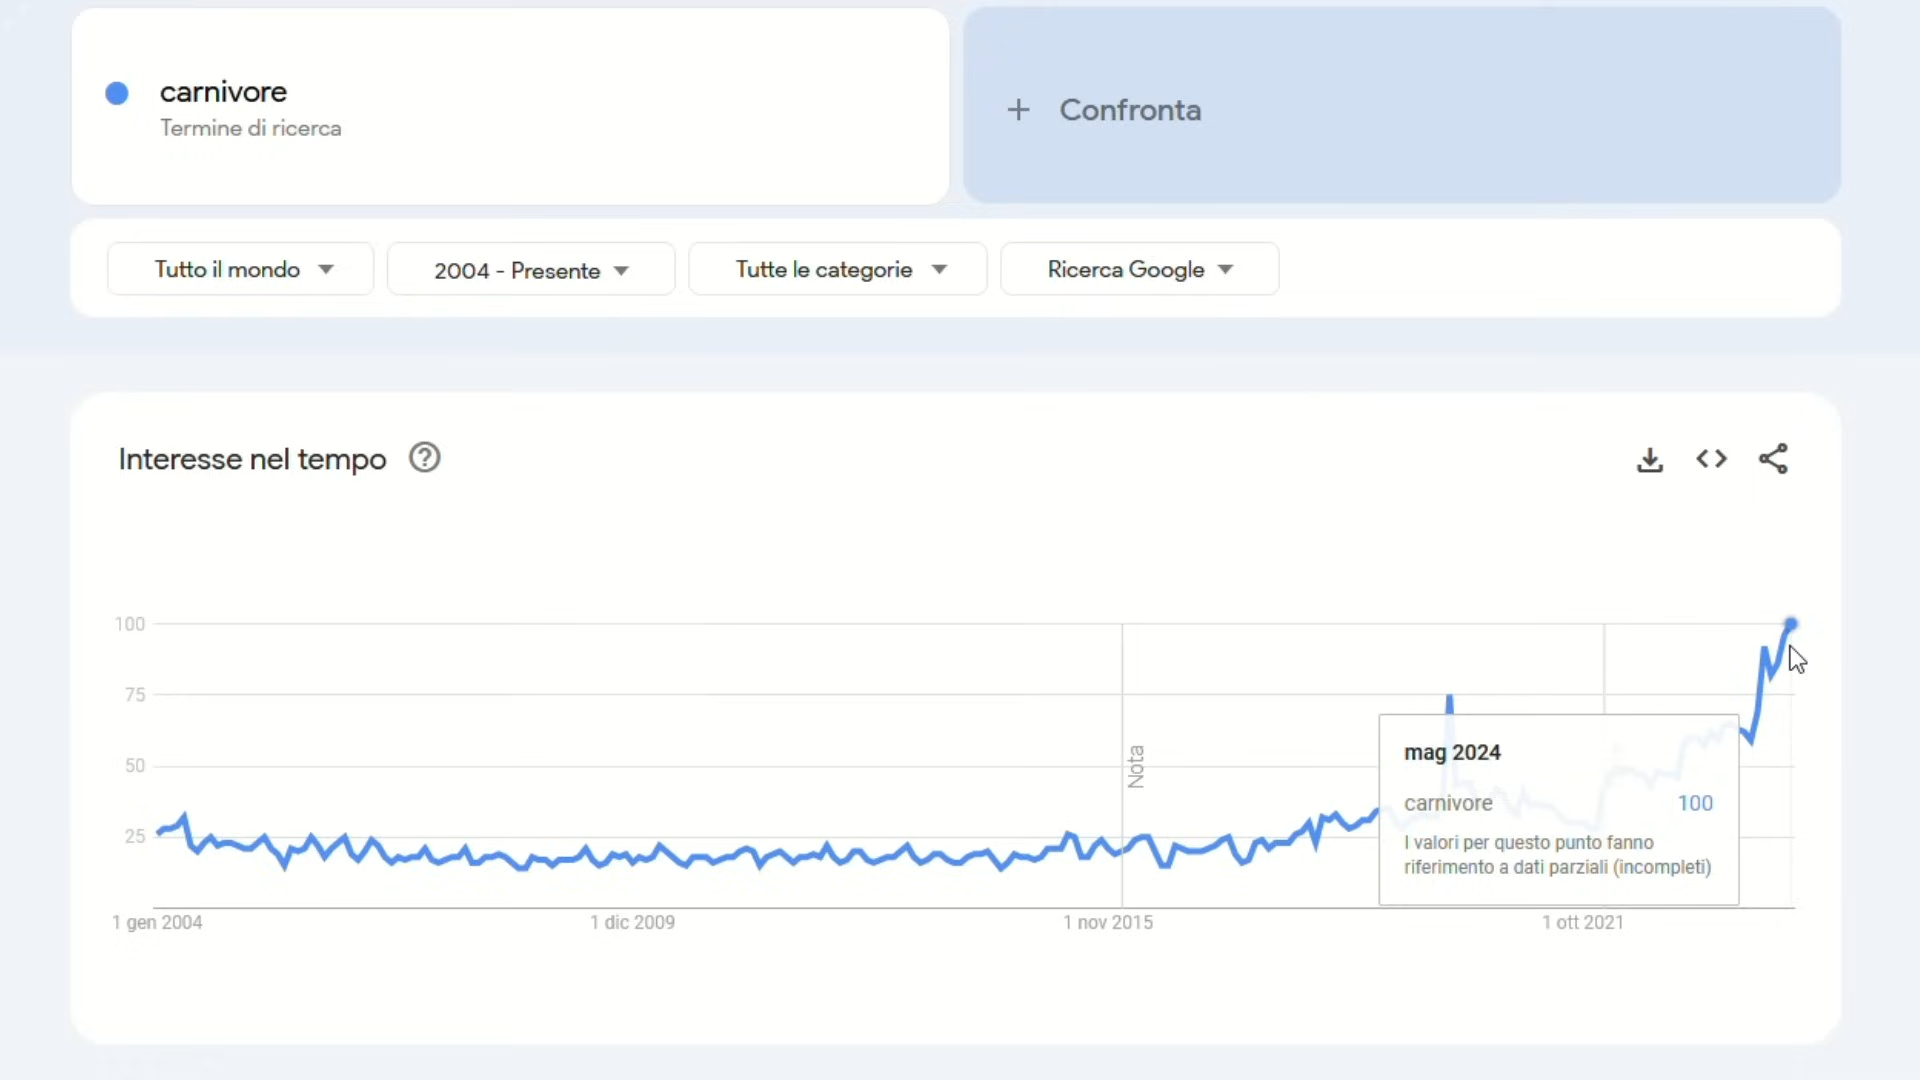 carnivore
Termine di ricerca
+ Confronta
Tutto il mondo
2004 - Presente
Tutte le categorie
Ricerca Google
Interesse nel tempo
100
75
50
25
Nota
mag 2024
carnivore 100
I valori per questo punto fanno
riferimento a dati parziali (incompleti)
1 gen 2004
1 dic 2009
1 nov 2015
1 ott 2021